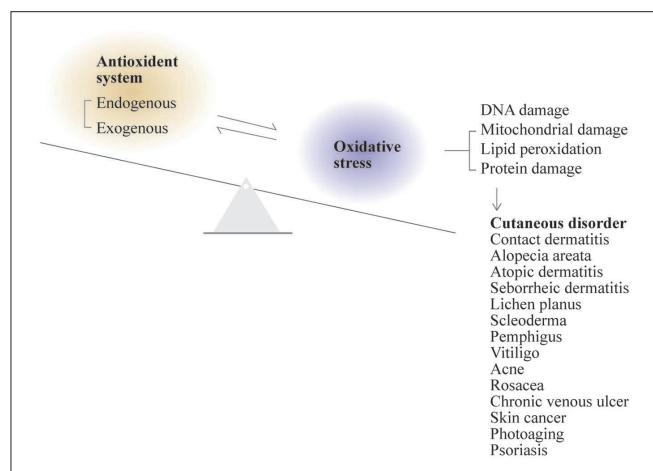 Antioxident
system
Endogenous
Exogenous
Oxidative
stress
DNA damage
Mitochondrial damage
Lipid peroxidation
Protein damage
Cutaneous disorder
Contact dermatitis
Alopecia areata
Atopic dermatitis
Seborrheic dermatitis
Lichen planus
Scleoderma
Pemphigus
Vitiligo
Acne
Rosacea
Chronic venous ulcer
Skin cancer
Photoaging
Psoriasis